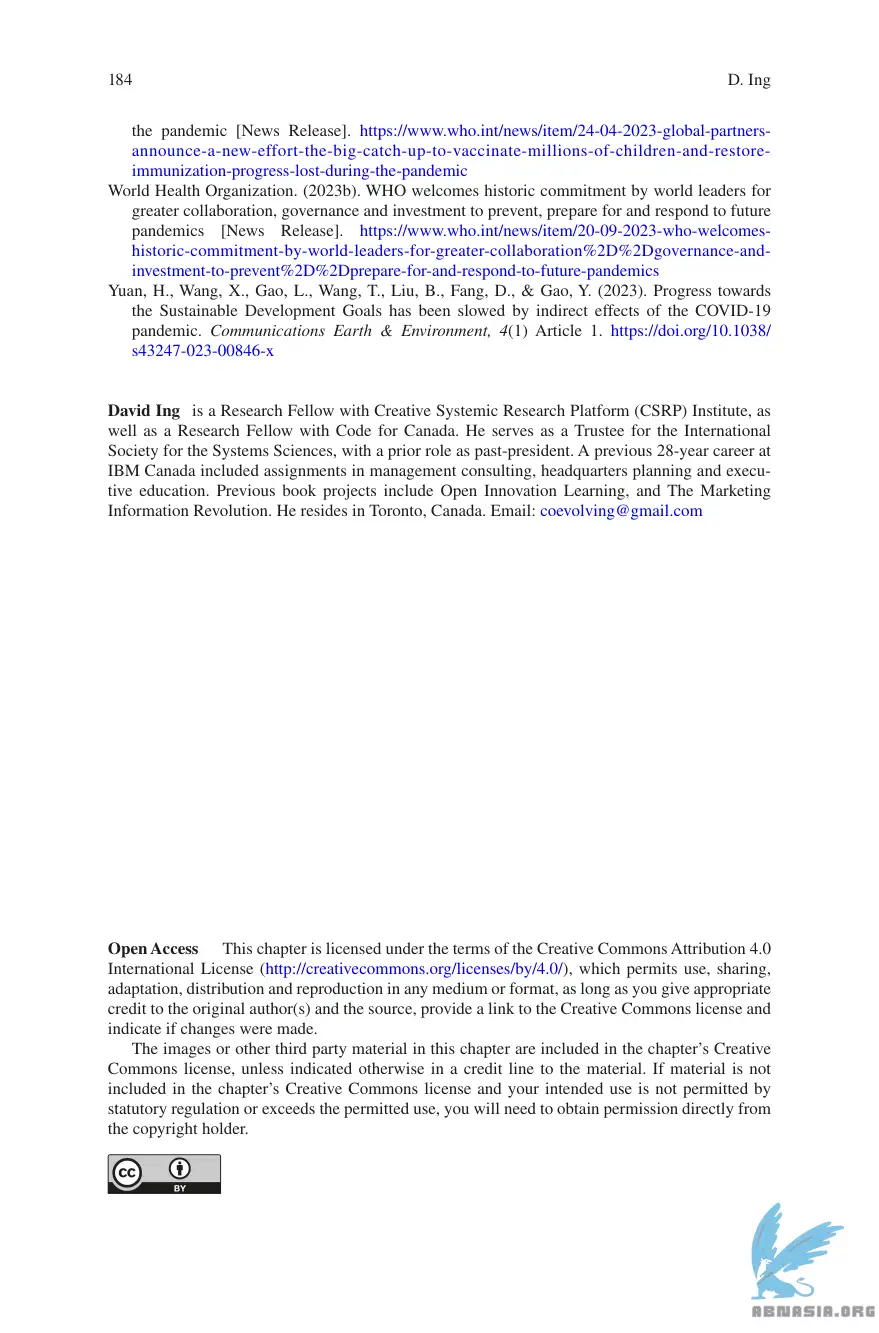 184
D. Ing
the pandemic [News Release]. https://www.who.int/news/item/24-04-2023-global-partners-
announce-a-new-effort-the-big-catch-up-to-vaccinate-millions-of-children-and-restore-
immunization-progress-lost-during-the-pandemic
World Health Organization. (2023b). WHO welcomes historic commitment by world leaders for
greater collaboration, governance and investment to prevent, prepare for and respond to future
pandemics [News Release]. https://www.who.int/news/item/20-09-2023-who-welcomes-
historic-commitment-by-world-leaders-for-greater-collaboration%2D%2Dgovernance-and-
investment-to-prevent%2D%2Dprepare-for-and-respond-to-future-pandemics
Yuan, H., Wang, X., Gao, L., Wang, T., Liu, B., Fang, D., & Gao, Y. (2023). Progress towards
the Sustainable Development Goals has been slowed by indirect effects of the COVID-19
pandemic. Communications Earth & Environment, 4(1) Article 1. https://doi.org/10.1038/
s43247-023-00846-x
David Ing is a Research Fellow with Creative Systemic Research Platform (CSRP) Institute, as
well as a Research Fellow with Code for Canada. He serves as a Trustee for the International
Society for the Systems Sciences, with a prior role as past-president. A previous 28-year career at
IBM Canada included assignments in management consulting, headquarters planning and execu-
tive education. Previous book projects include Open Innovation Learning, and The Marketing
Information Revolution. He resides in Toronto, Canada. Email: coevolving@gmail.com
Open Access This chapter is licensed under the terms of the Creative Commons Attribution 4.0
International License (http://creativecommons.org/licenses/by/4.0/), which permits use, sharing,
adaptation, distribution and reproduction in any medium or format, as long as you give appropriate
credit to the original author(s) and the source, provide a link to the Creative Commons license and
indicate if changes were made.
The images or other third party material in this chapter are included in the chapter's Creative
Commons license, unless indicated otherwise in a credit line to the material. If material is not
included in the chapter's Creative Commons license and your intended use is not permitted by
statutory regulation or exceeds the permitted use, you will need to obtain permission directly from
the copyright holder.
CC
BY
ABNASIA.ORG